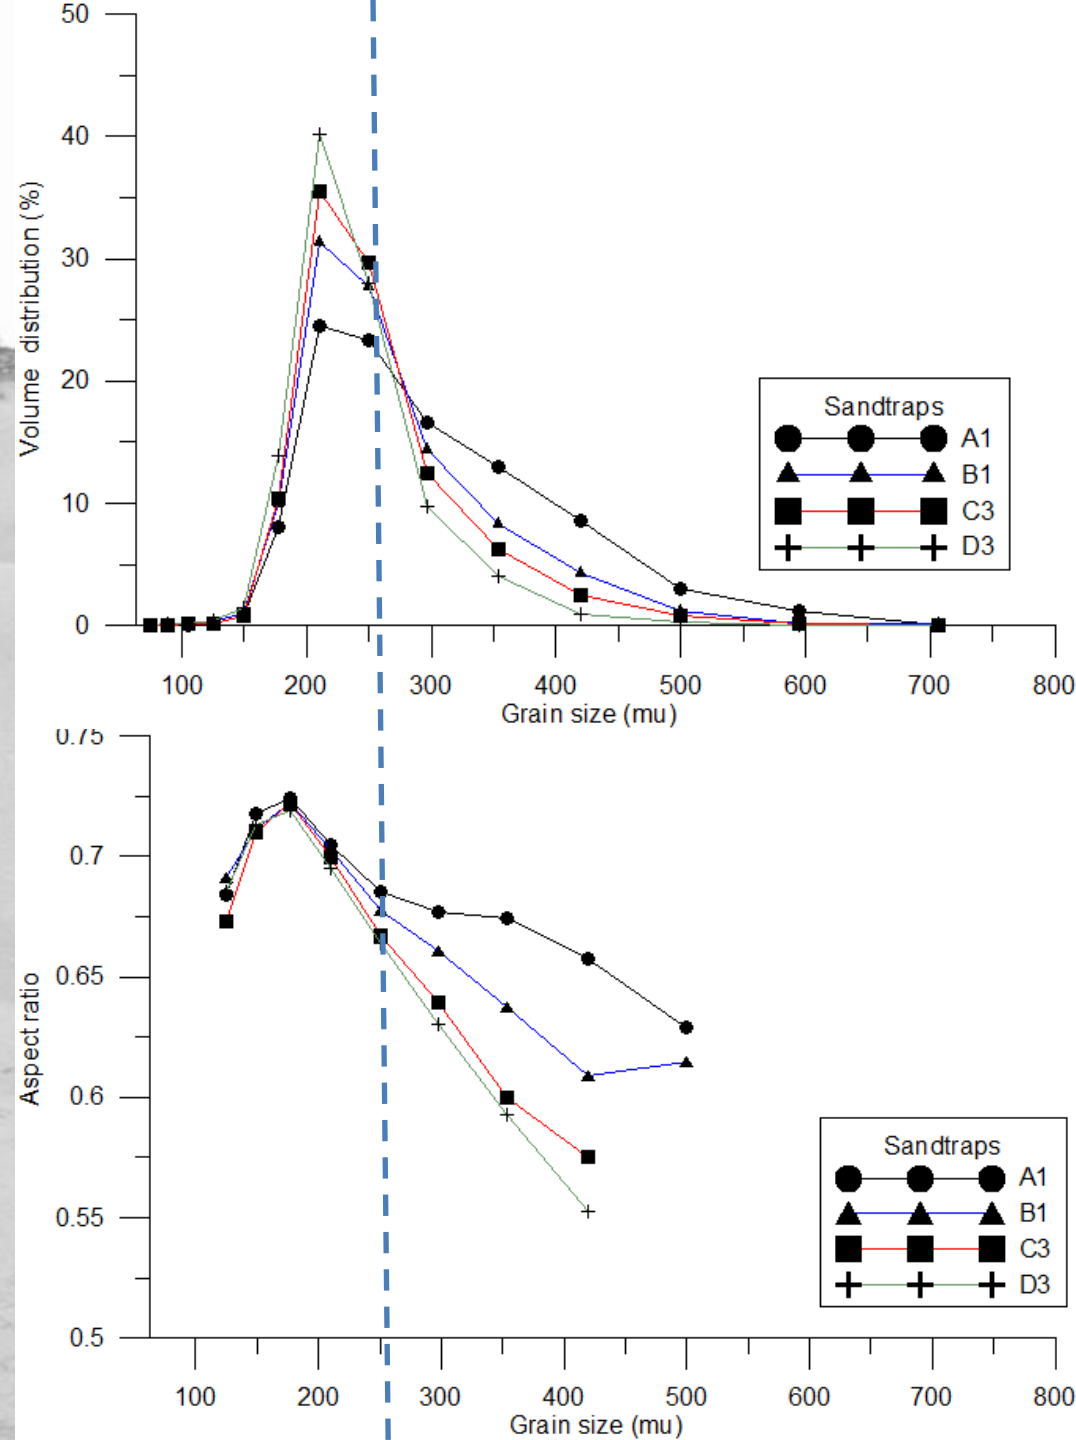 50
40
30
20
10
0
Volume distribution (%)
100 200 300 400 500 600 700 800
Grain size (mu)
Sandtraps
A1
B1
C3
D3
0.75
0.7
0.65
0.6
0.55
0.5
Aspect ratio
100 200 300 400 500 600 700 800
Grain size (mu)
Sandtraps
A1
B1
C3
D3